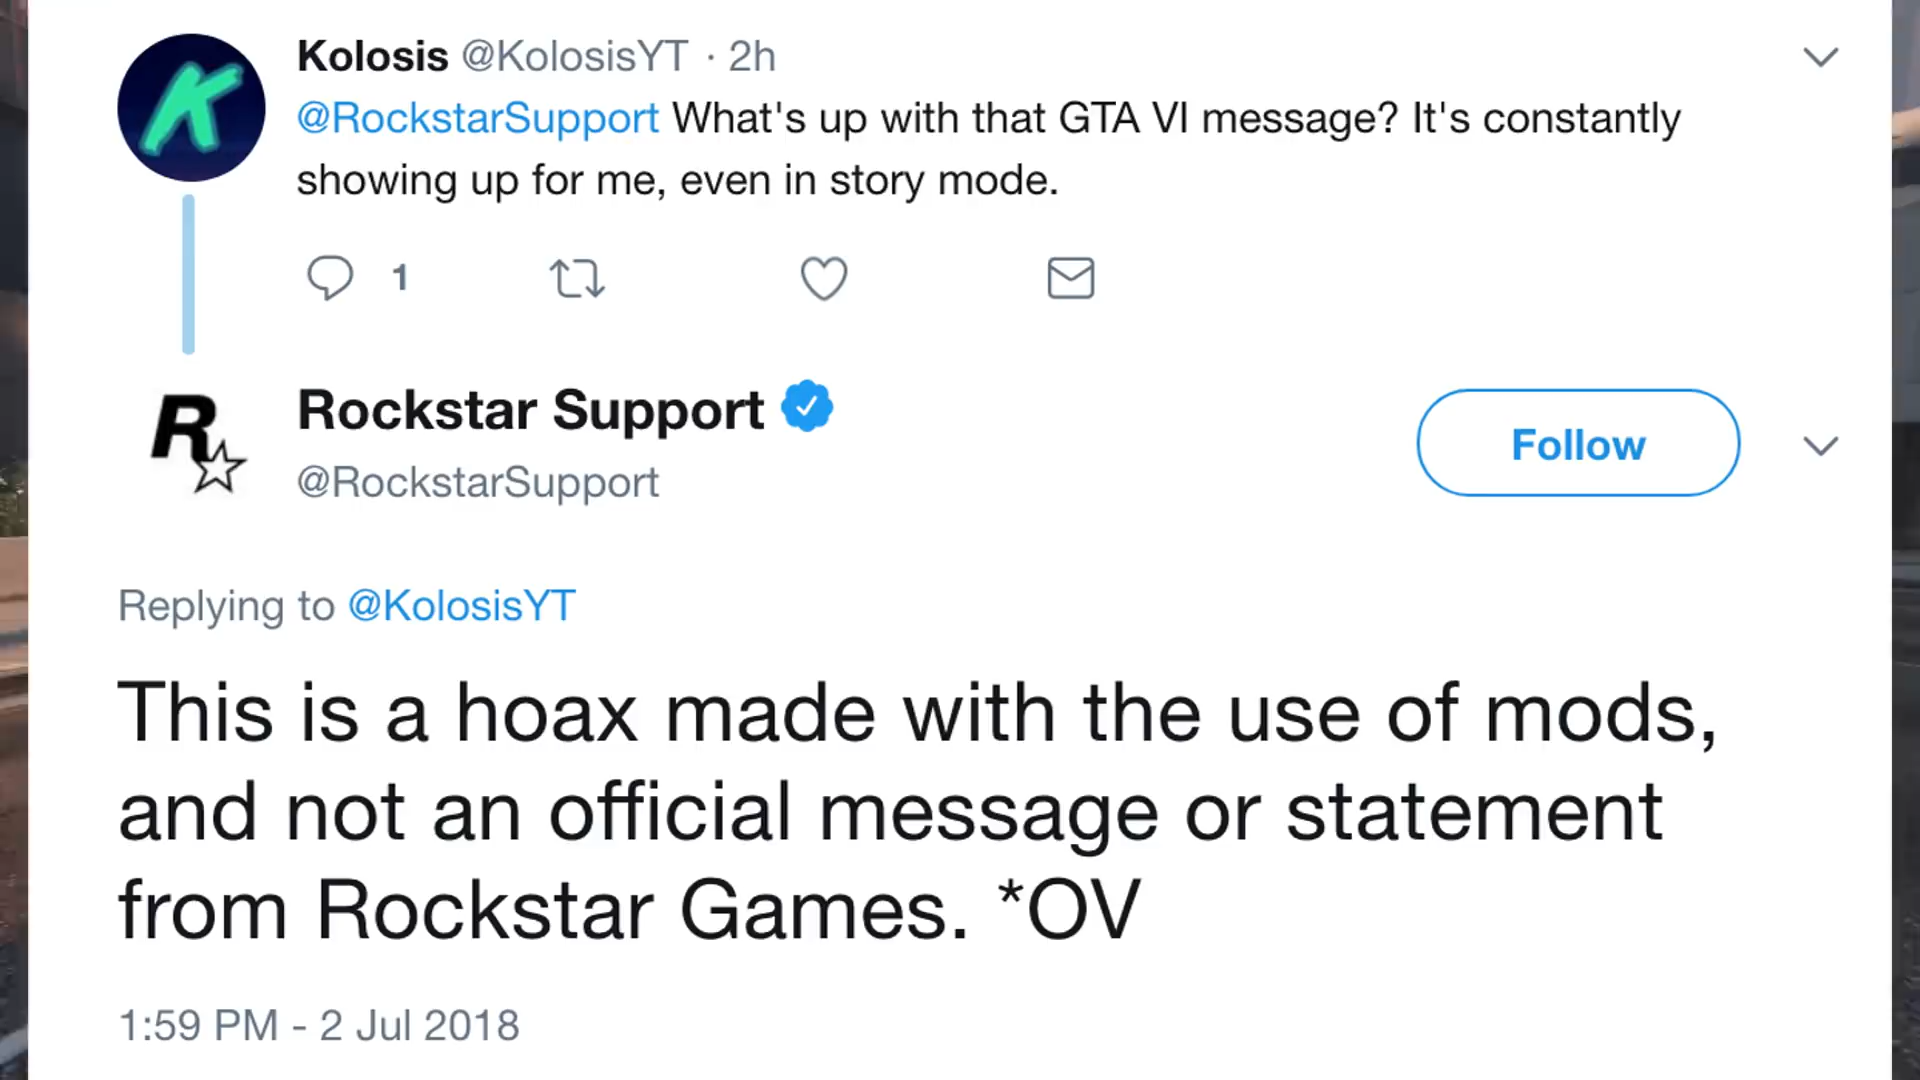 Kolosis @KolosisYT · 2h
@RockstarSupport What's up with that GTA VI message? It's constantly
showing up for me, even in story mode.
1
Rockstar Support
@RockstarSupport
Follow
Replying to @KolosisYT
This is a hoax made with the use of mods,
and not an official message or statement
from Rockstar Games. *OV
1:59 PM - 2 Jul 2018